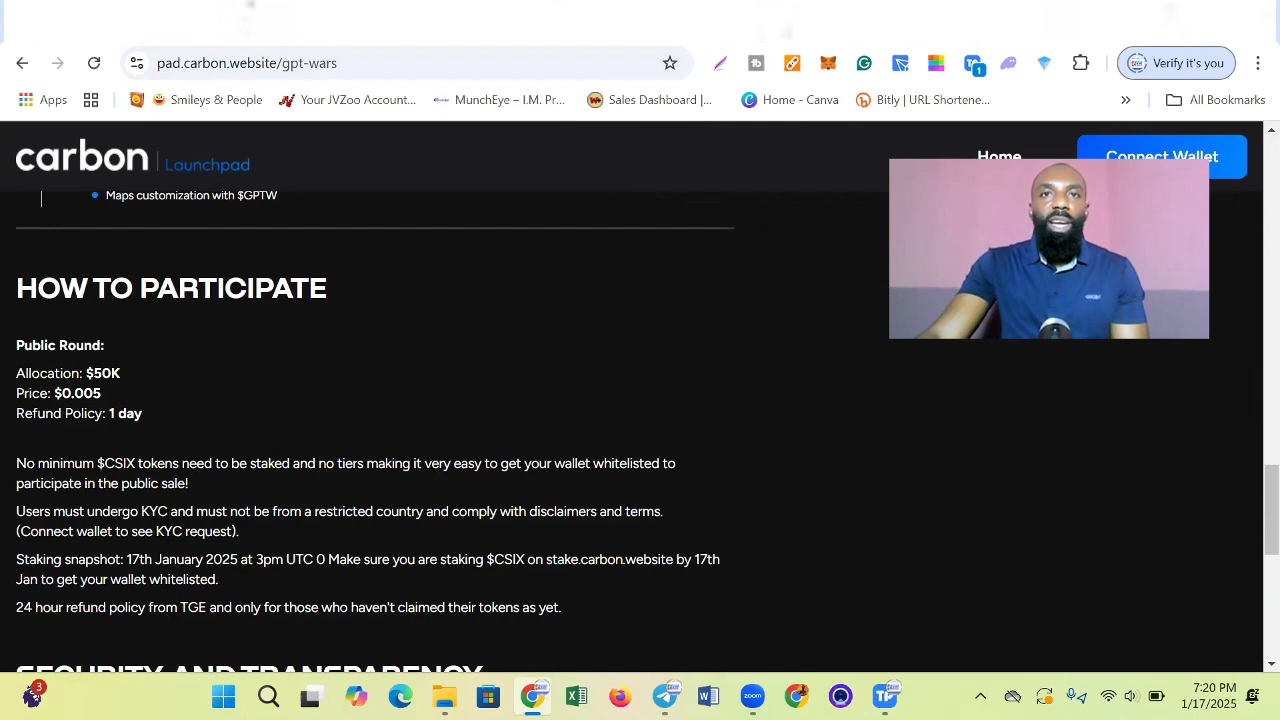 pad.carbon.website/gpt-wars
1
Verify it's you
Apps
Smileys & People
Your JVZoo Account...
MunchEye – I.M. Pr...
Sales Dashboard |...
Home - Canva
Bitly | URL Shortene...
All Bookmarks
carbon | Launchpad
Home
Connect Wallet
Maps customization with $GPTW
HOW TO PARTICIPATE
Public Round:
Allocation: $50K
Price: $0.005
Refund Policy: 1 day
No minimum $CSIX tokens need to be staked and no tiers making it very easy to get your wallet whitelisted to
participate in the public sale!
Users must undergo KYC and must not be from a restricted country and comply with disclaimers and terms.
(Connect wallet to see KYC request).
Staking snapshot: 17th January 2025 at 3pm UTC 0 Make sure you are staking $CSIX on stake.carbon.website by 17th
Jan to get your wallet whitelisted.
24 hour refund policy from TGE and only for those who haven't claimed their tokens as yet.
SECURITY AND TRANSPARENCY
3
zoom
7:20 PM
1/17/2025